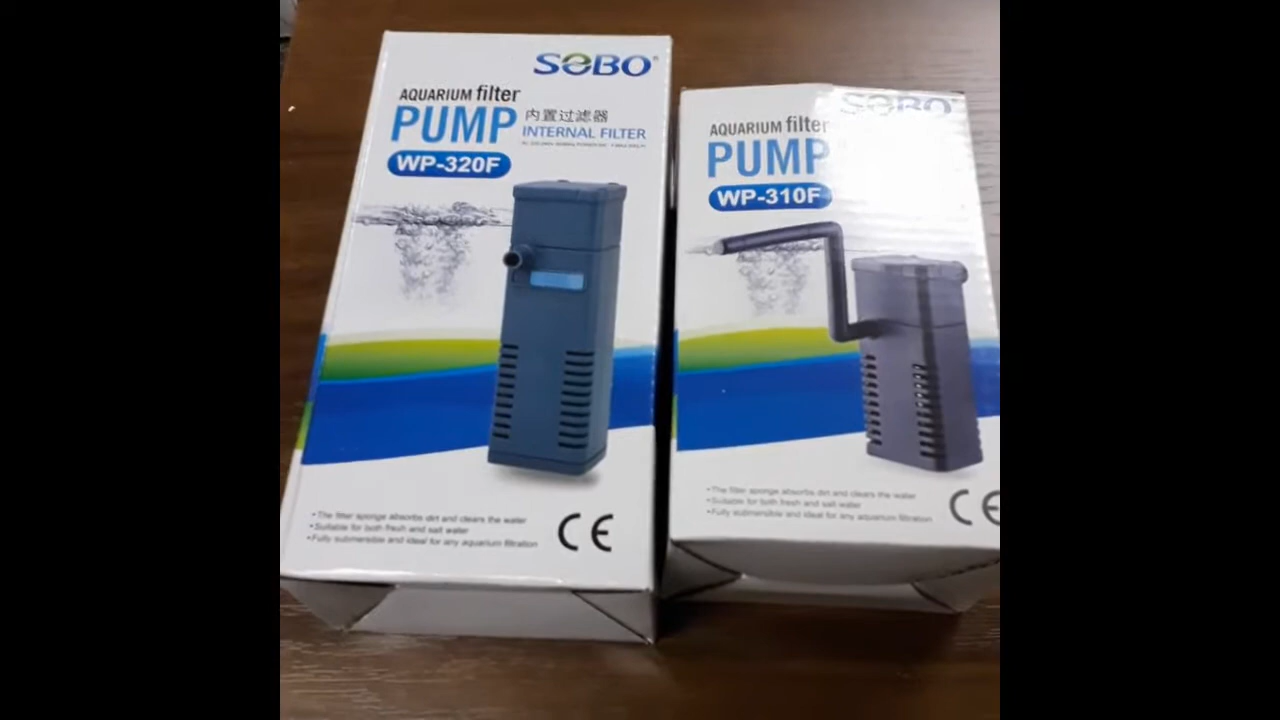 SOBO
AQUARIUM filter
PUMP
内置过滤器
INTERNAL FILTER
WP-320F
• The filter sponge absorbs dirt and clears the water
• Suitable for both fresh and salt water
• Fully submersible and ideal for any aquarium filtration
CE
SOBO
AQUARIUM filter
PUMP
WP-310F
• The filter sponge absorbs dirt and clears the water
• Suitable for both fresh and salt water
• Fully submersible and ideal for any aquarium filtration
CE